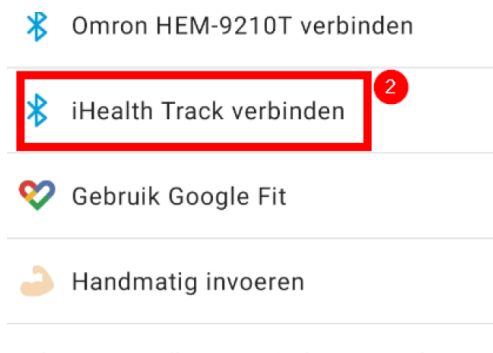 Omron HEM-9210T verbinden
2
iHealth Track verbinden
Gebruik Google Fit
Handmatig invoeren